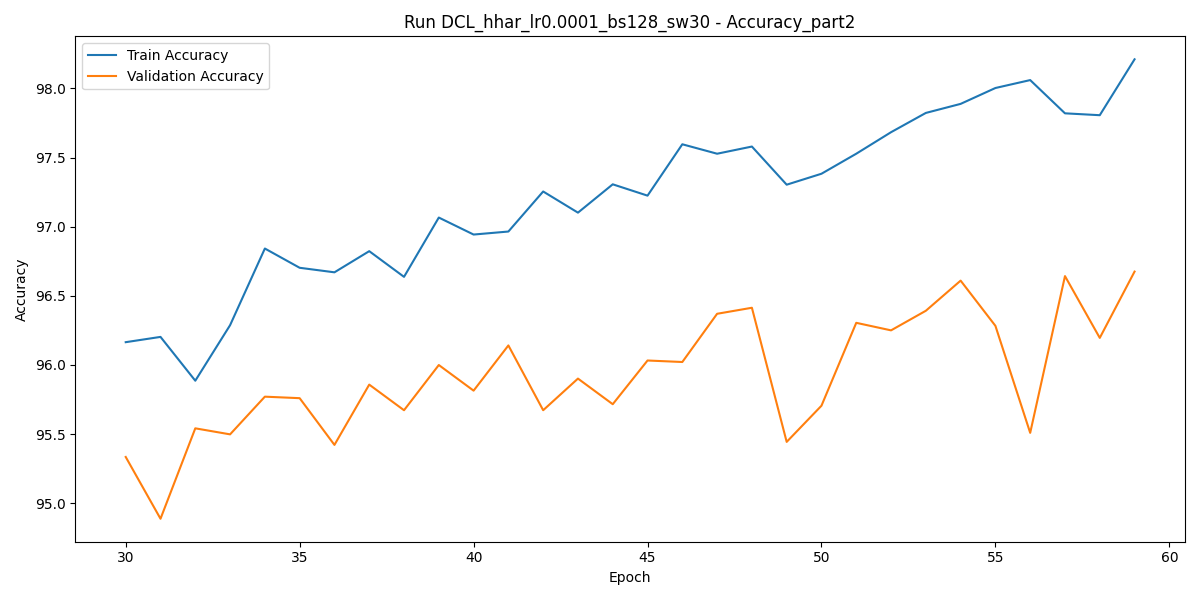 Run DCL_hhar_lr0.0001_bs128_sw30 - Accuracy_part2
Train Accuracy
Validation Accuracy
98.0
97.5
97.0
96.5
96.0
95.5
95.0
Accuracy
30 35 40 45 50 55 60
Epoch